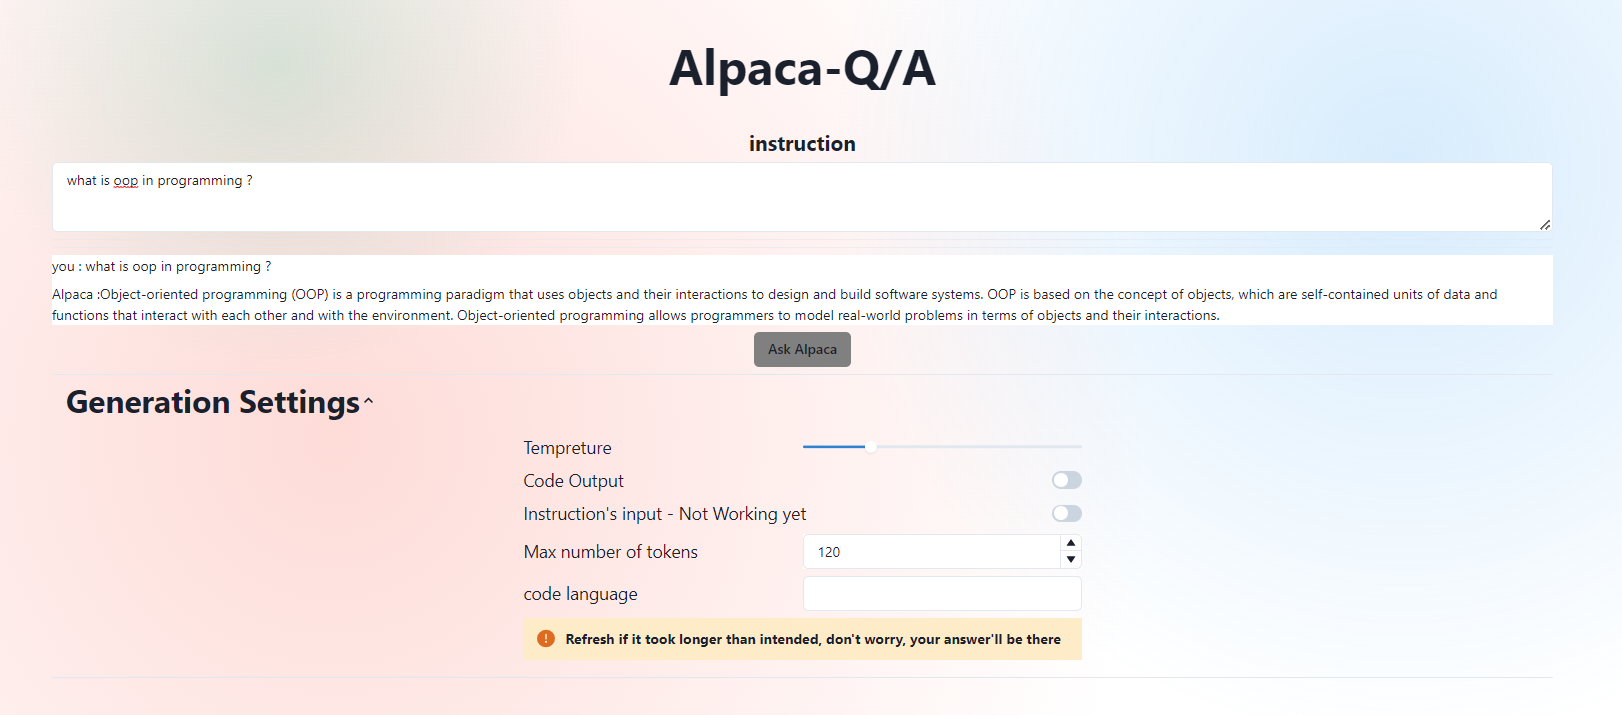 Alpaca-Q/A
instruction
what is oop in programming ?
you : what is oop in programming ?
Alpaca :Object-oriented programming (OOP) is a programming paradigm that uses objects and their interactions to design and build software systems. OOP is based on the concept of objects, which are self-contained units of data and
functions that interact with each other and with the environment. Object-oriented programming allows programmers to model real-world problems in terms of objects and their interactions.
Ask Alpaca
Generation Settings
Tempreture
Code Output
Instruction's input - Not Working yet
Max number of tokens 120
code language
Refresh if it took longer than intended, don't worry, your answer'll be there